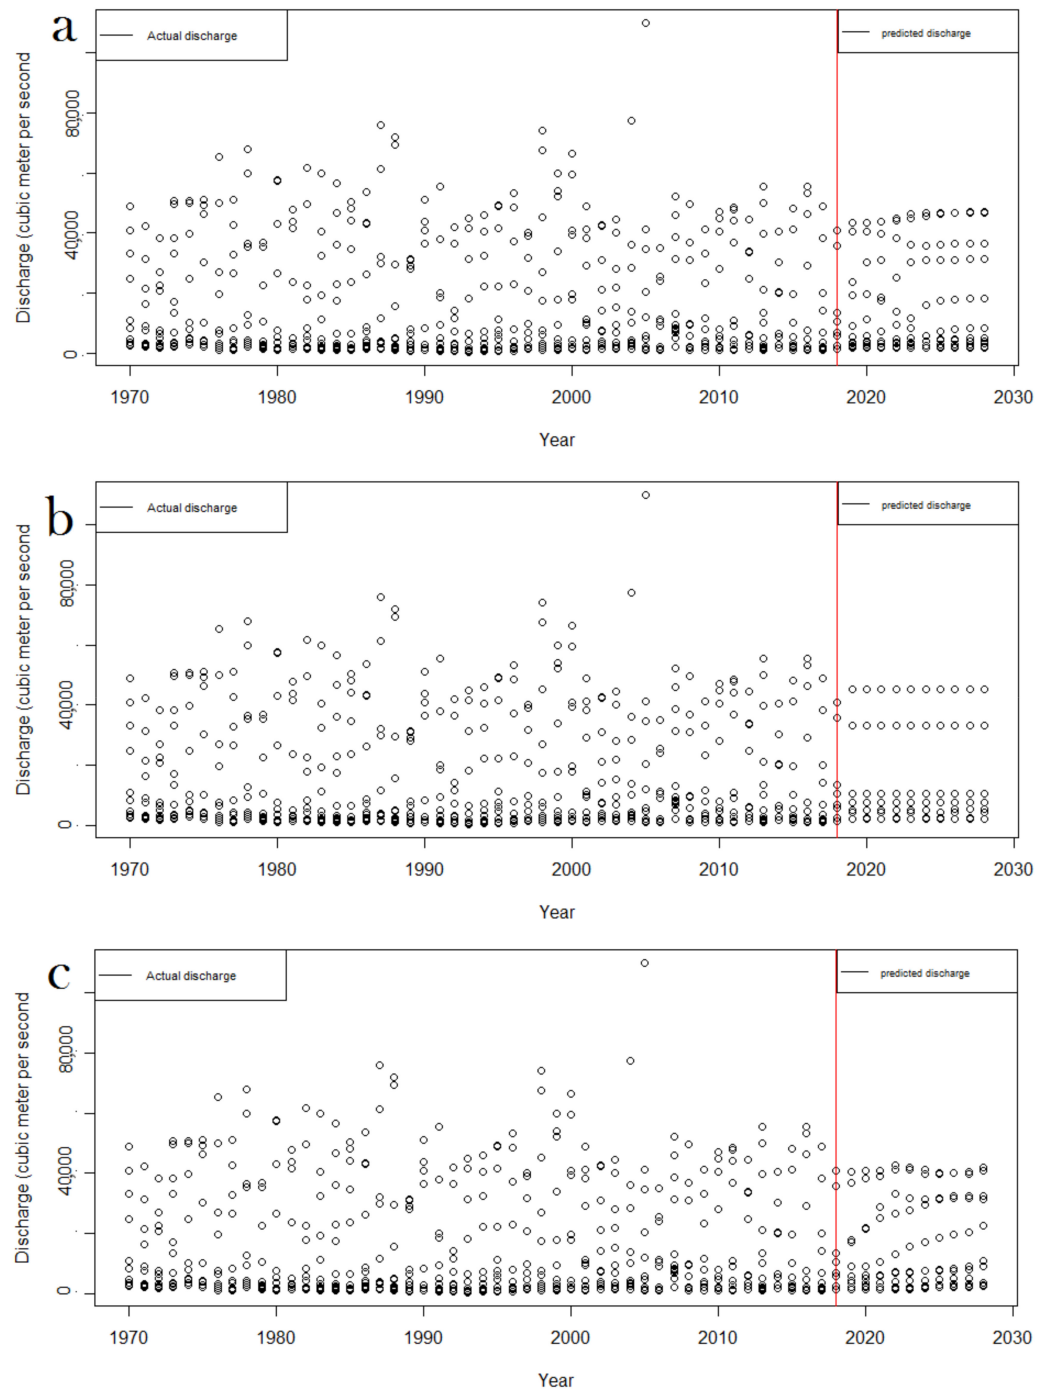 a
Actual discharge
predicted discharge
Discharge (cubic meter per second
80,000
40,000
0
1970 1980 1990 2000 2010 2020 2030
Year
b
Actual discharge
predicted discharge
Discharge (cubic meter per second
80,000
40,000
0
1970 1980 1990 2000 2010 2020 2030
Year
c
Actual discharge
predicted discharge
Discharge (cubic meter per second
80,000
40,000
0
1970 1980 1990 2000 2010 2020 2030
Year